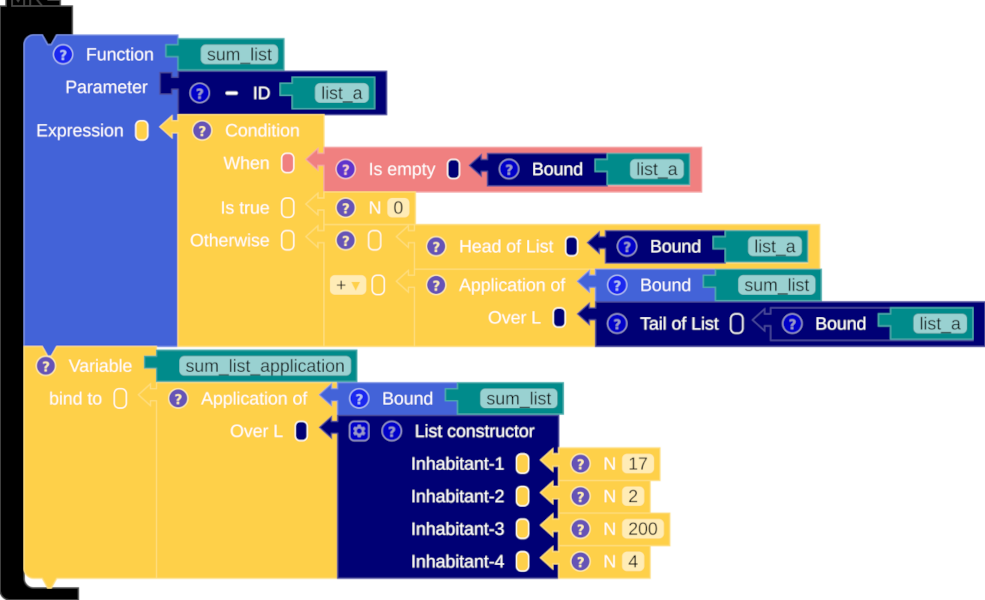 ? Function sum_list
Parameter ? − ID list_a
Expression ? Condition
When ? Is empty ? Bound list_a
Is true ? N 0
Otherwise ? ? Head of List ? Bound list_a
+ ▾ ? Application of ? Bound sum_list
Over L ? Tail of List ? Bound list_a
? Variable sum_list_application
bind to ? Application of ? Bound sum_list
Over L ? List constructor
Inhabitant-1 ? N 17
Inhabitant-2 ? N 2
Inhabitant-3 ? N 200
Inhabitant-4 ? N 4